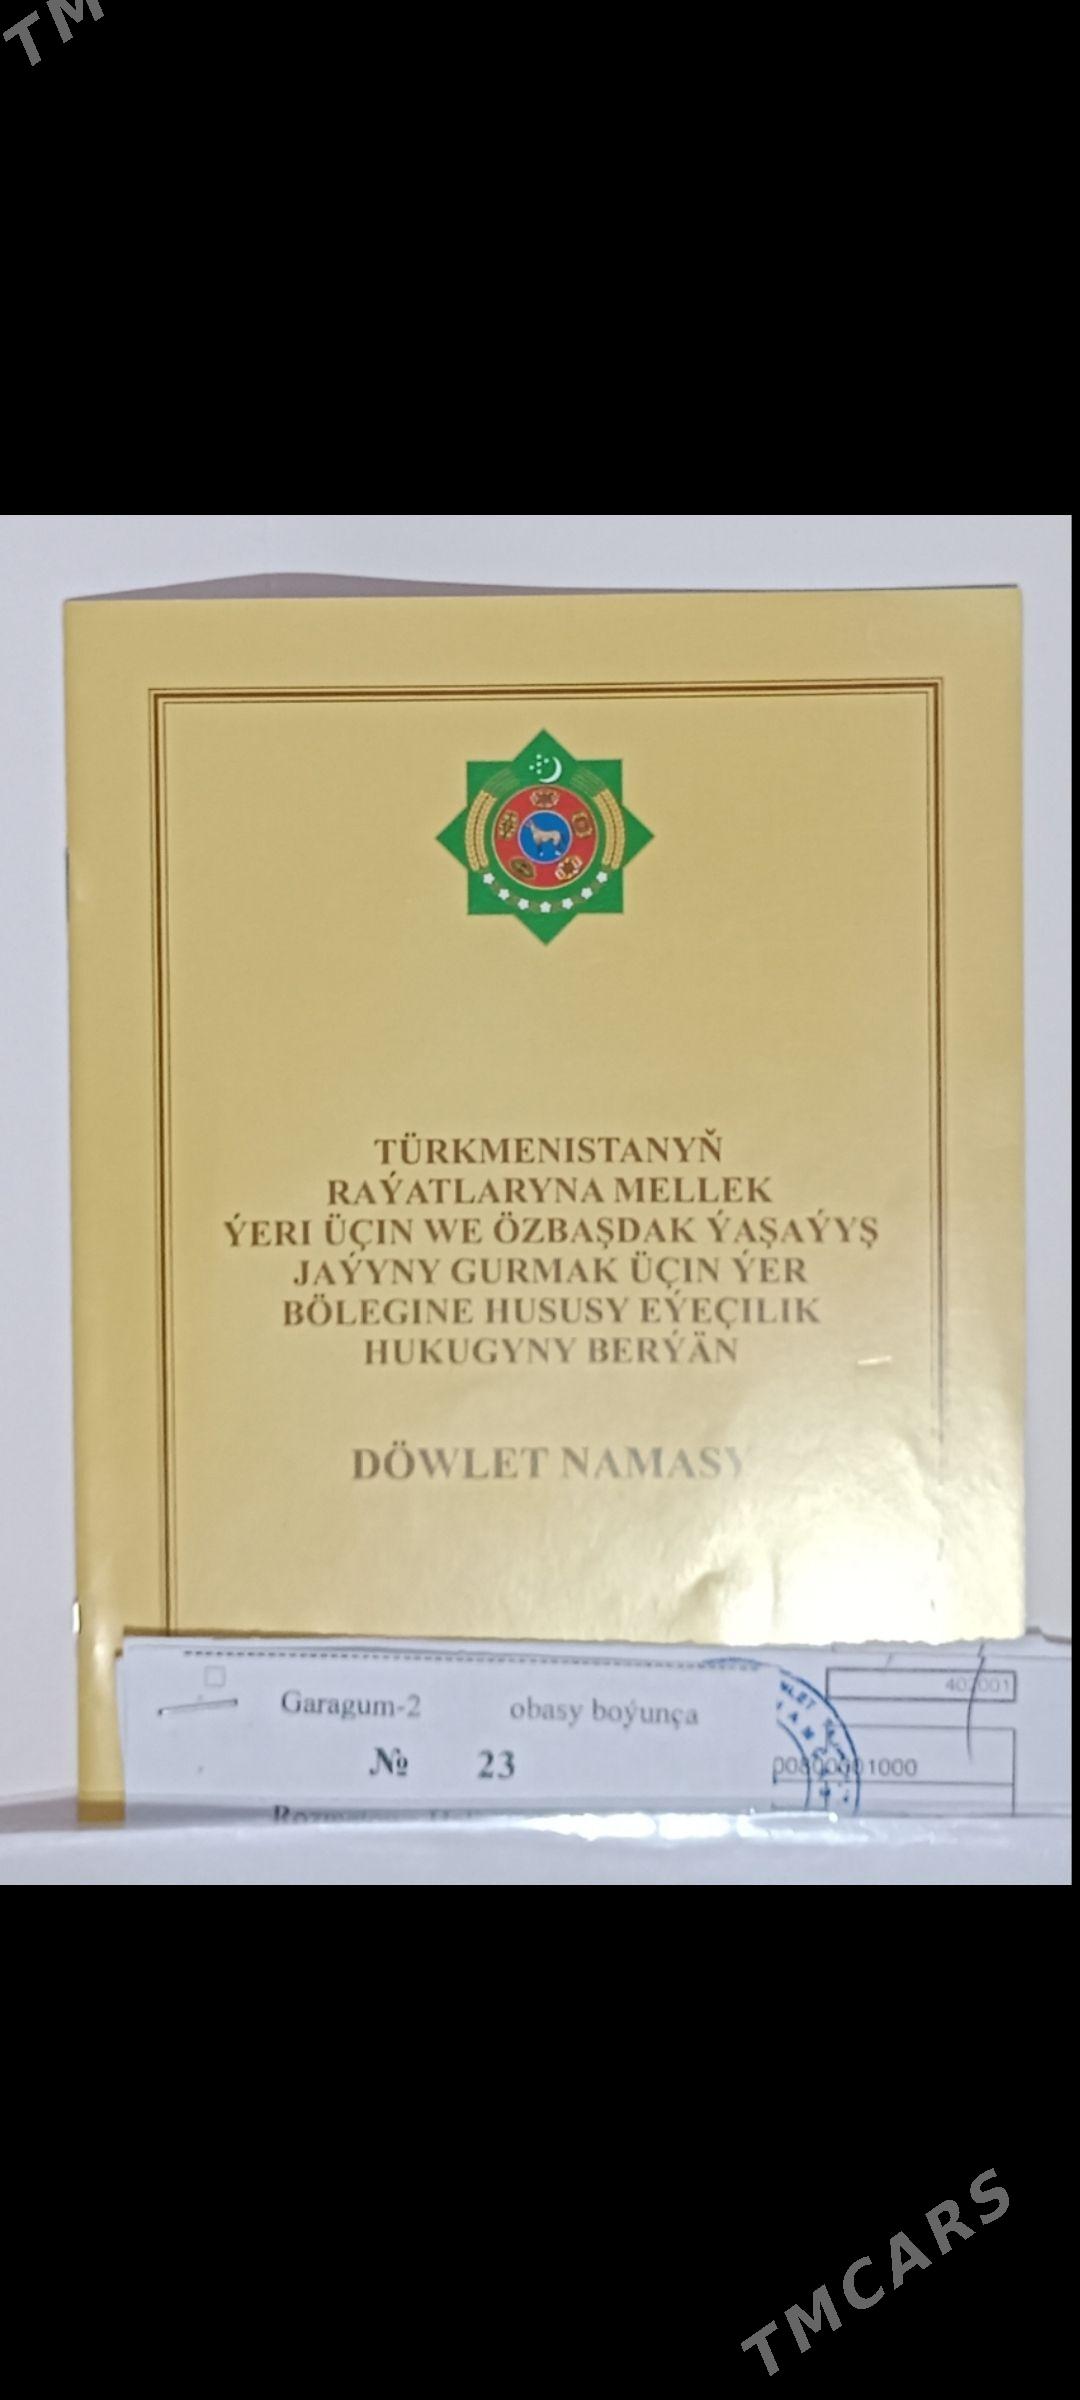 TM
TÜRKMENISTANYŇ
RAÝATLARYNA MELLEK
ÝERI ÜÇIN WE ÖZBAŞDAK ÝAŞAÝYŞ
JAÝYNY GURMAK ÜÇIN ÝER
BÖLEGINE HUSUSY EÝEÇILIK
HUKUGYNY BERÝÄN
DÖWLET NAMASY
Garagum-2 obasy boýunça
№ 23
TMCARS